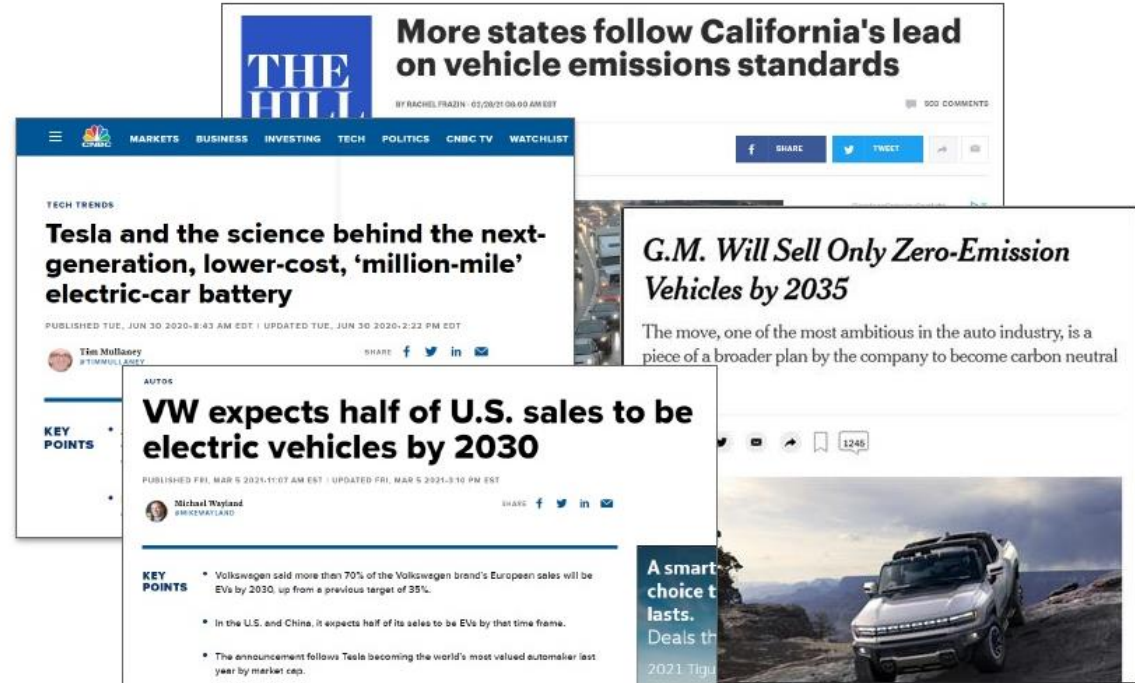 THE
HILL
More states follow California's lead
on vehicle emissions standards
BY RACHEL FRAZIN - 02/28/21 08:00 AM EST
500 COMMENTS
SHARE
TWEET
CNBC
MARKETS BUSINESS INVESTING TECH POLITICS CNBC TV WATCHLIST
TECH TRENDS
Tesla and the science behind the next-
generation, lower-cost, ‘million-mile’
electric-car battery
PUBLISHED TUE, JUN 30 2020-8:43 AM EDT | UPDATED TUE, JUN 30 2020-2:22 PM EDT
Tim Mullaney
@TIMMULLANEY
SHARE
KEY
POINTS
G.M. Will Sell Only Zero-Emission
Vehicles by 2035
The move, one of the most ambitious in the auto industry, is a
piece of a broader plan by the company to become carbon neutral
1245
AUTOS
VW expects half of U.S. sales to be
electric vehicles by 2030
PUBLISHED FRI, MAR 5 2021-11:07 AM EST | UPDATED FRI, MAR 5 2021-3:10 PM EST
Michael Wayland
@MIKEWAYLAND
SHARE
KEY
POINTS
• Volkswagen said more than 70% of the Volkswagen brand's European sales will be
EVs by 2030, up from a previous target of 35%.
• In the U.S. and China, it expects half of its sales to be EVs by that time frame.
• The announcement follows Tesla becoming the world's most valued automaker last
year by market cap.
A smart
choice t
lasts.
Deals th
2021 Tigu